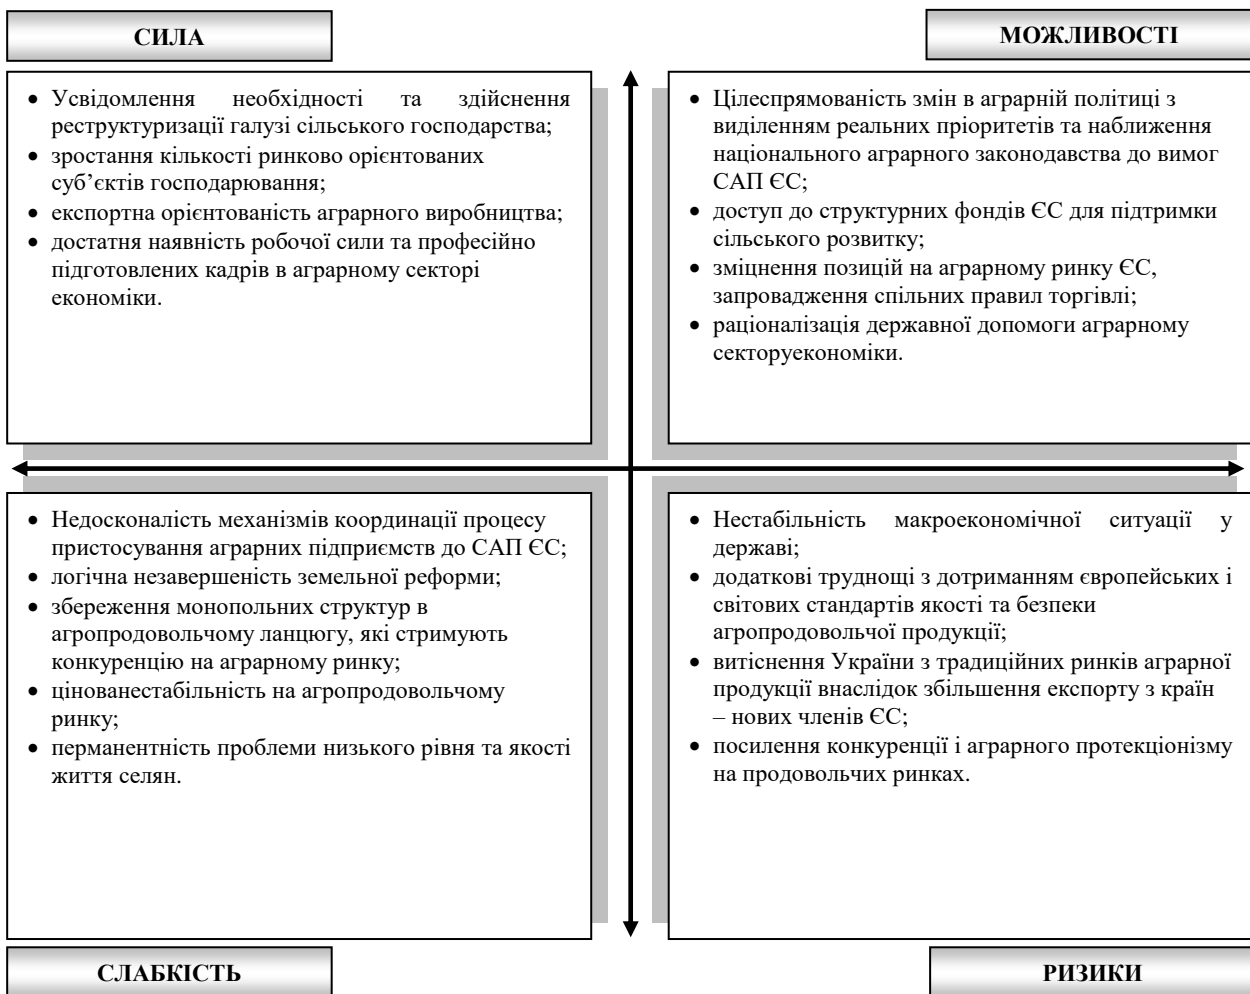 СИЛА
МОЖЛИВОСТІ
• Усвідомлення необхідності та здійснення
реструктуризації галузі сільського господарства;
• зростання кількості ринково орієнтованих
суб’єктів господарювання;
• експортна орієнтованість аграрного виробництва;
• достатня наявність робочої сили та професійно
підготовлених кадрів в аграрному секторі
економіки.
• Цілеспрямованість змін в аграрній політиці з
виділенням реальних пріоритетів та наближення
національного аграрного законодавства до вимог
САП ЄС;
• доступ до структурних фондів ЄС для підтримки
сільського розвитку;
• зміцнення позицій на аграрному ринку ЄС,
запровадження спільних правил торгівлі;
• раціоналізація державної допомоги аграрному
секторуекономіки.
• Недосконалість механізмів координації процесу
пристосування аграрних підприємств до САП ЄС;
• логічна незавершеність земельної реформи;
• збереження монопольних структур в
агропродовольчому ланцюгу, які стримують
конкуренцію на аграрному ринку;
• цінованестабільність на агропродовольчому
ринку;
• перманентність проблеми низького рівня та якості
життя селян.
• Нестабільність макроекономічної ситуації у
державі;
• додаткові труднощі з дотриманням європейських і
світових стандартів якості та безпеки
агропродовольчої продукції;
• витіснення України з традиційних ринків аграрної
продукції внаслідок збільшення експорту з країн
– нових членів ЄС;
• посилення конкуренції і аграрного протекціонізму
на продовольчих ринках.
СЛАБКІСТЬ
РИЗИКИ